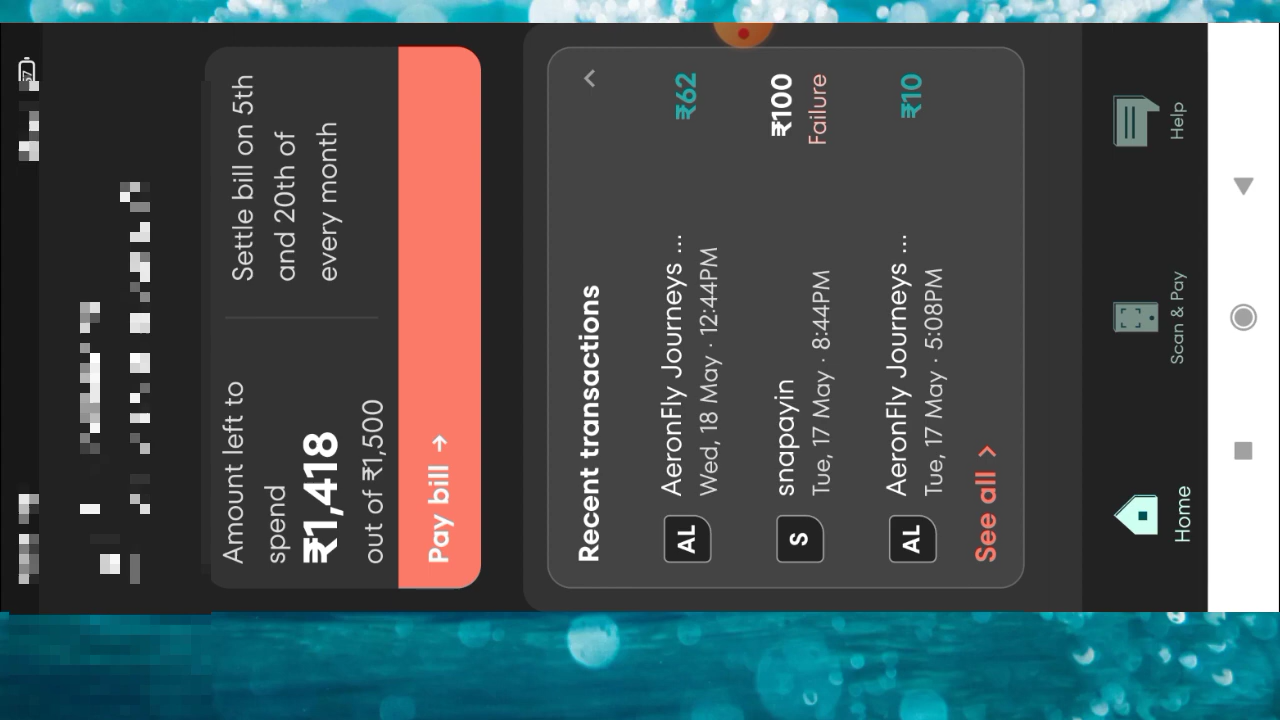 57
Amount left to
spend
₹1,418
out of ₹1,500
Settle bill on 5th
and 20th of
every month
Pay bill →
Recent transactions
AL
AeronFly Journeys ...
₹62
Wed, 18 May · 12:44PM
S
snapayin
₹100
Tue, 17 May · 8:44PM
Failure
AL
AeronFly Journeys ...
₹10
Tue, 17 May · 5:08PM
See all >
Home
Scan & Pay
Help